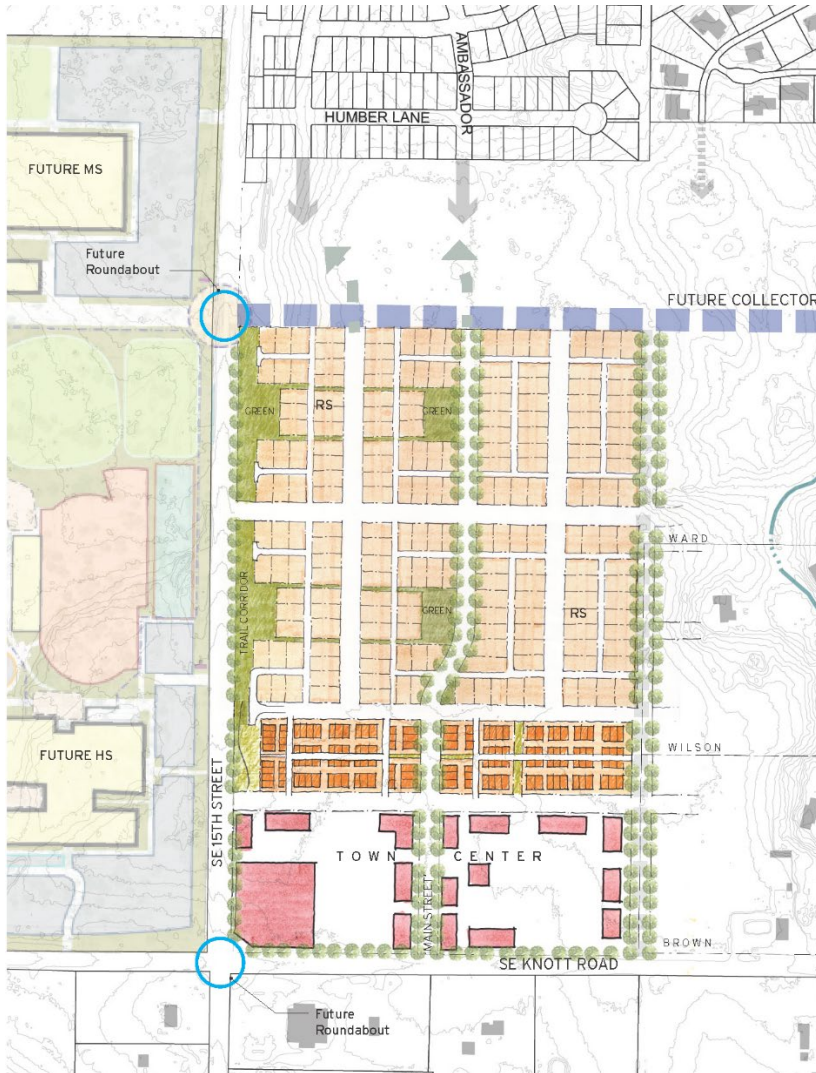 AMBASSADOR
HUMBER LANE
FUTURE MS
Future
Roundabout
FUTURE COLLECTOR
GREEN
RS
GREEN
WARD
TRAIL CORRIDOR
GREEN
RS
FUTURE HS
WILSON
SE 15TH STREET
TOWN CENTER
MAIN STREET
BROWN
SE KNOTT ROAD
Future
Roundabout